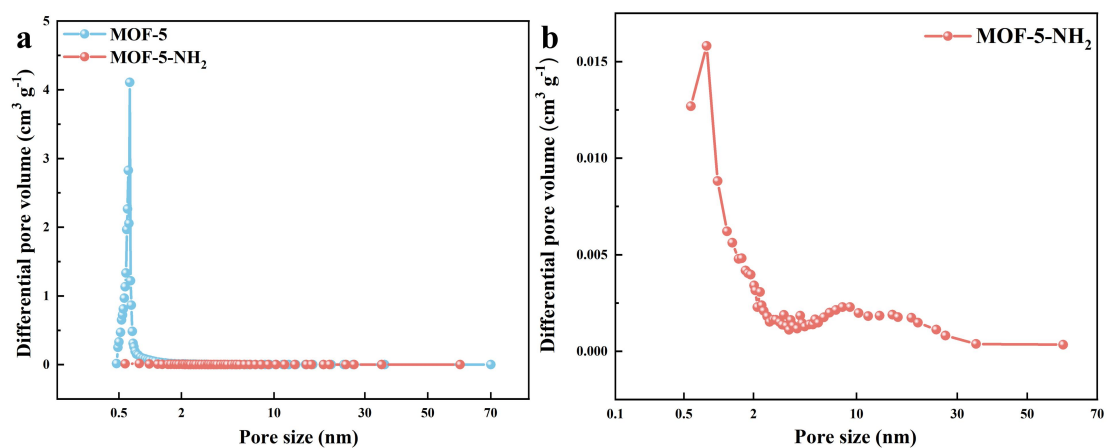 a
MOF-5
MOF-5-NH₂
Differential pore volume (cm³ g⁻¹)
5
4
3
2
1
0
0.5 2 10 30 50 70
Pore size (nm)
b
MOF-5-NH₂
Differential pore volume (cm³ g⁻¹)
0.015
0.010
0.005
0.000
0.1 0.5 2 10 30 50 70
Pore size (nm)